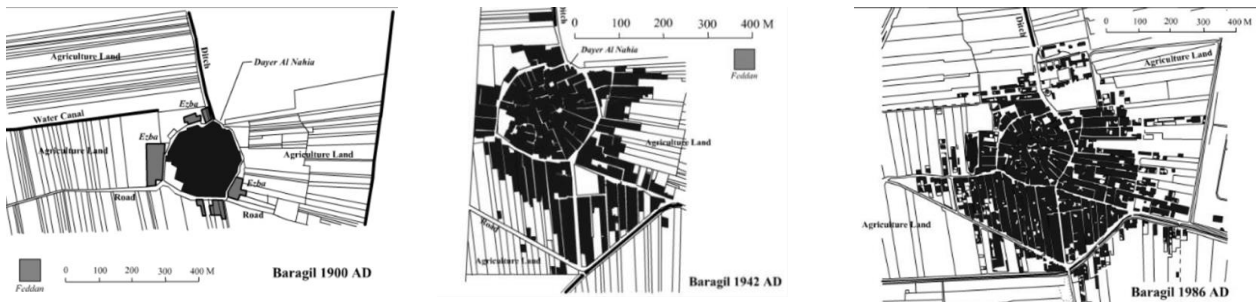 Agriculture Land
Ditch
Dayer Al Nahia
Ezba
Water Canal
Ezba
Agriculture Land
Agriculture Land
Ezba
Road
Road
Feddan
0 100 200 300 400 M
Baragil 1900 AD
Ditch
0 100 200 400 M
Dayer Al Nahia
Feddan
Agriculture Land
Road
Agriculture Land
Baragil 1942 AD
Ditch
0 100 200 300 400 M
Agriculture Land
Agriculture Land
Baragil 1986 AD